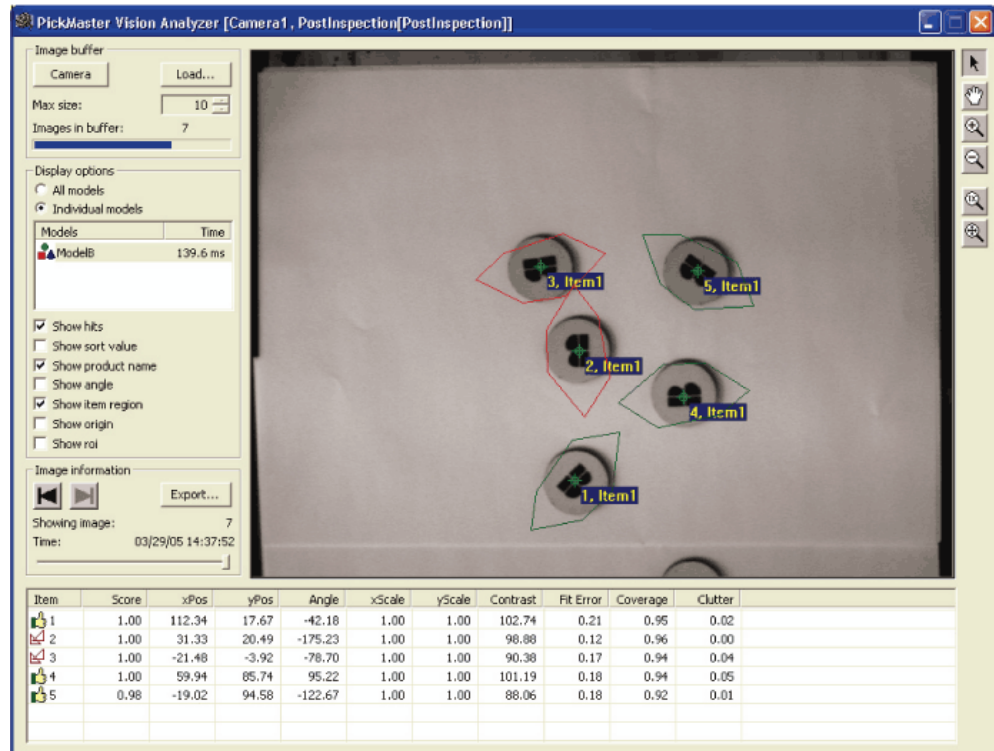 PickMaster Vision Analyzer [Camera1, PostInspection[PostInspection]]
Image buffer
Camera Load...
Max size: 10
Images in buffer: 7
Display options
All models
Individual models
Models Time
ModelB 139.6 ms
Show hits
Show sort value
Show product name
Show angle
Show item region
Show origin
Show roi
Image information
Export...
Showing image: 7
Time: 03/29/05 14:37:52
3, Item1
5, Item1
2, Item1
4, Item1
1, Item1
Item Score xPos yPos Angle xScale yScale Contrast Fit Error Coverage Clutter
1 1.00 112.34 17.67 -42.18 1.00 1.00 102.74 0.21 0.95 0.02
2 1.00 31.33 20.49 -175.23 1.00 1.00 98.88 0.12 0.96 0.00
3 1.00 -21.48 -3.92 -78.70 1.00 1.00 90.38 0.17 0.94 0.04
4 1.00 59.94 85.74 95.22 1.00 1.00 101.19 0.18 0.94 0.05
5 0.98 -19.02 94.58 -122.67 1.00 1.00 88.06 0.18 0.92 0.01